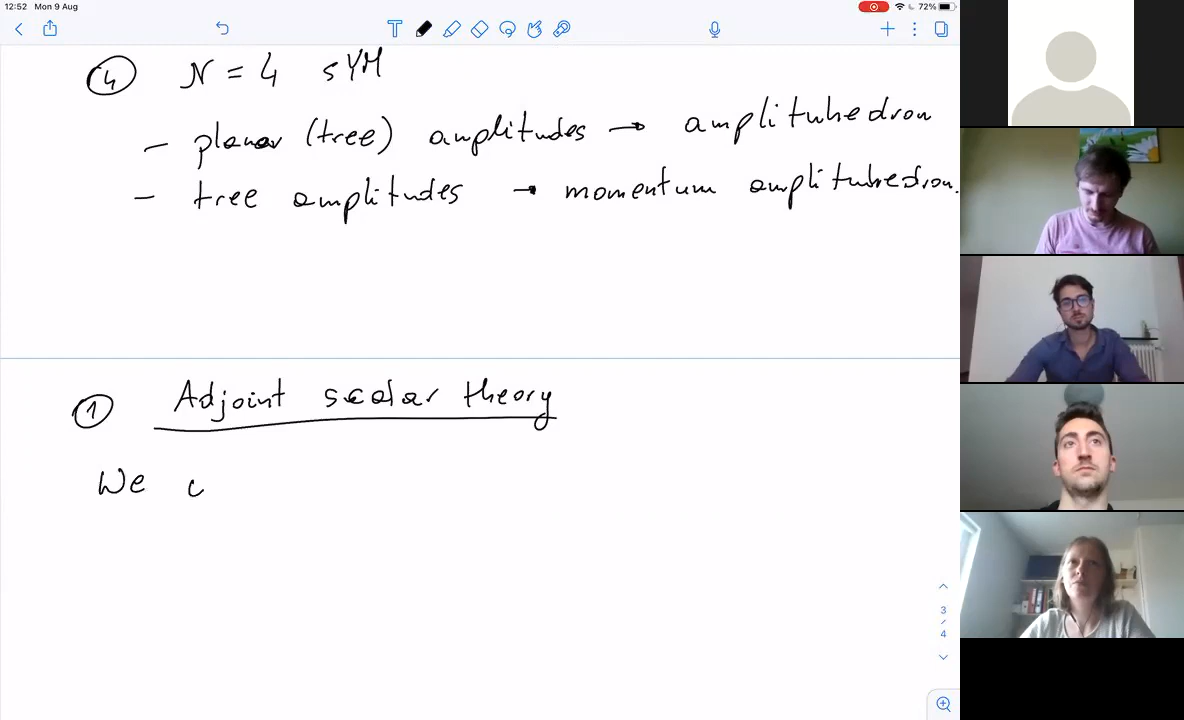 12:52 Mon 9 Aug
72%
④ N = 4 SYM
– planar (tree) amplitudes → amplituhedron
– tree amplitudes → momentum amplituhedron.
① Adjoint scalar theory
We c
3
/
4